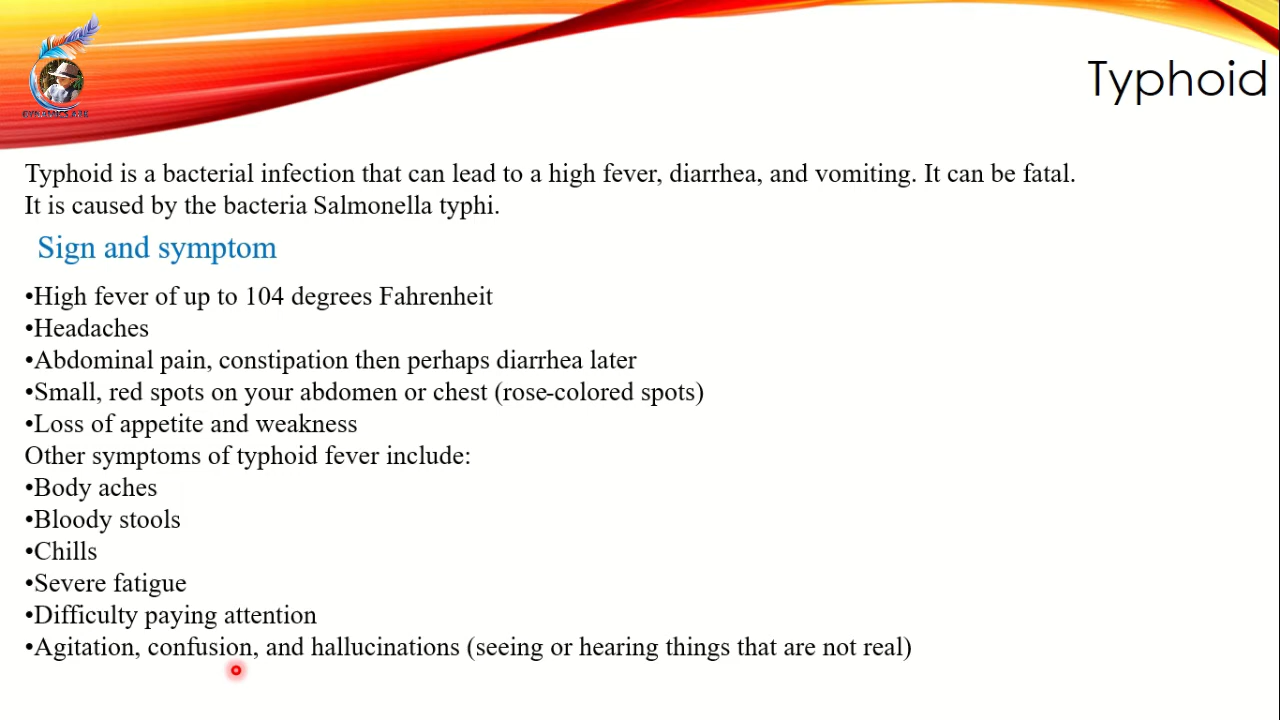 Typhoid
Typhoid is a bacterial infection that can lead to a high fever, diarrhea, and vomiting. It can be fatal.
It is caused by the bacteria Salmonella typhi.
Sign and symptom
•High fever of up to 104 degrees Fahrenheit
•Headaches
•Abdominal pain, constipation then perhaps diarrhea later
•Small, red spots on your abdomen or chest (rose-colored spots)
•Loss of appetite and weakness
Other symptoms of typhoid fever include:
•Body aches
•Bloody stools
•Chills
•Severe fatigue
•Difficulty paying attention
•Agitation, confusion, and hallucinations (seeing or hearing things that are not real)